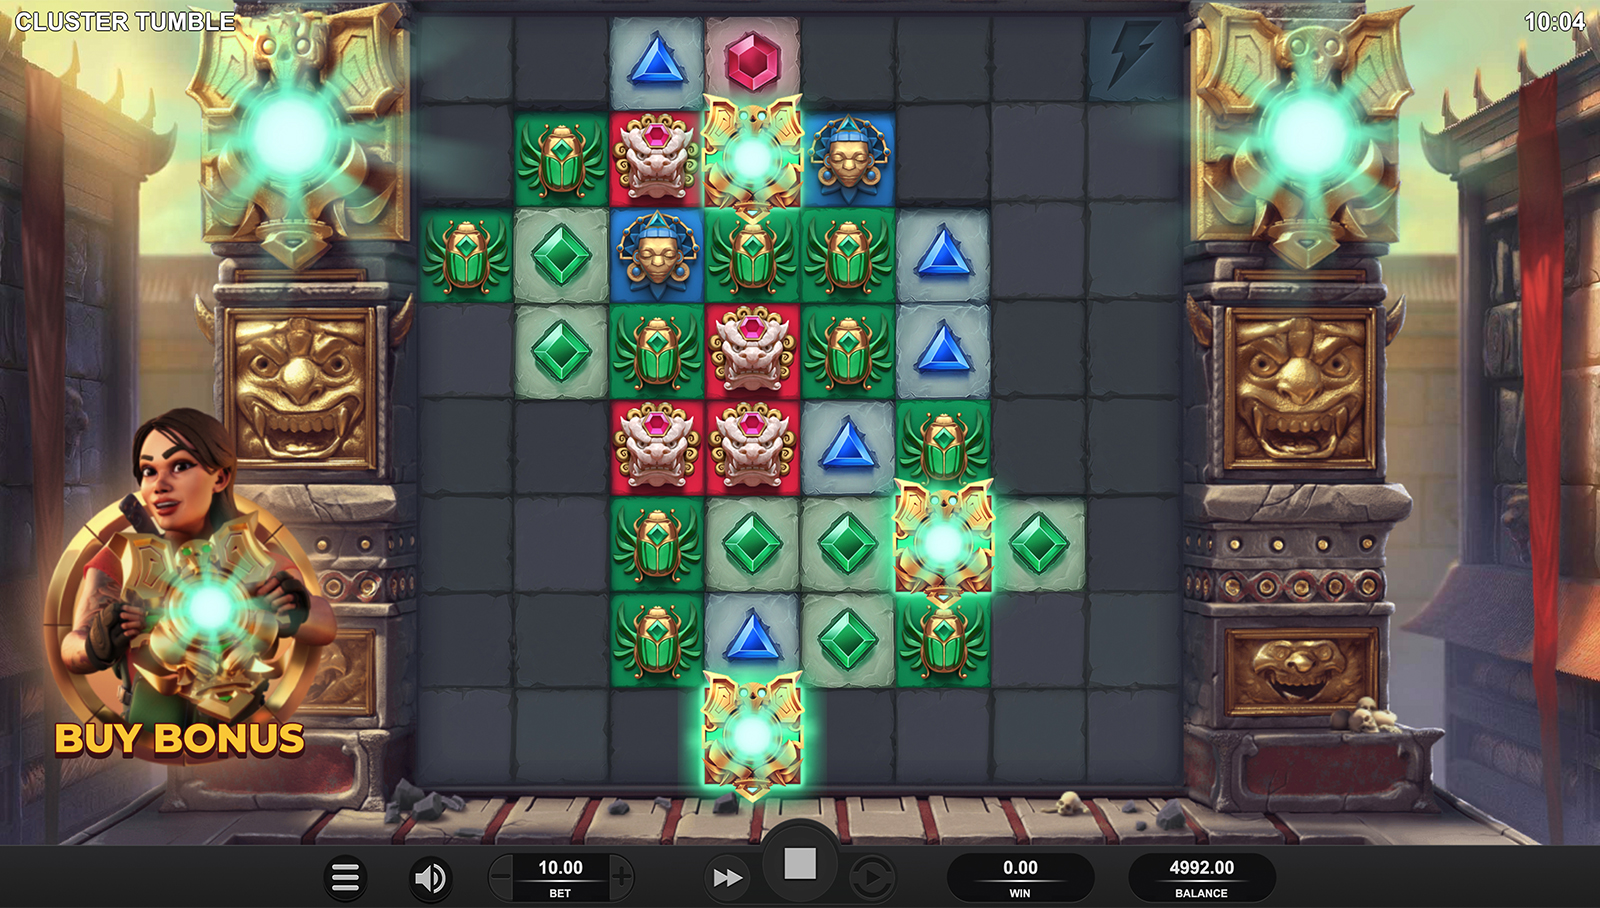 CLUSTER TUMBLE
10:04
BUY BONUS
10.00
BET
0.00
WIN
4992.00
BALANCE